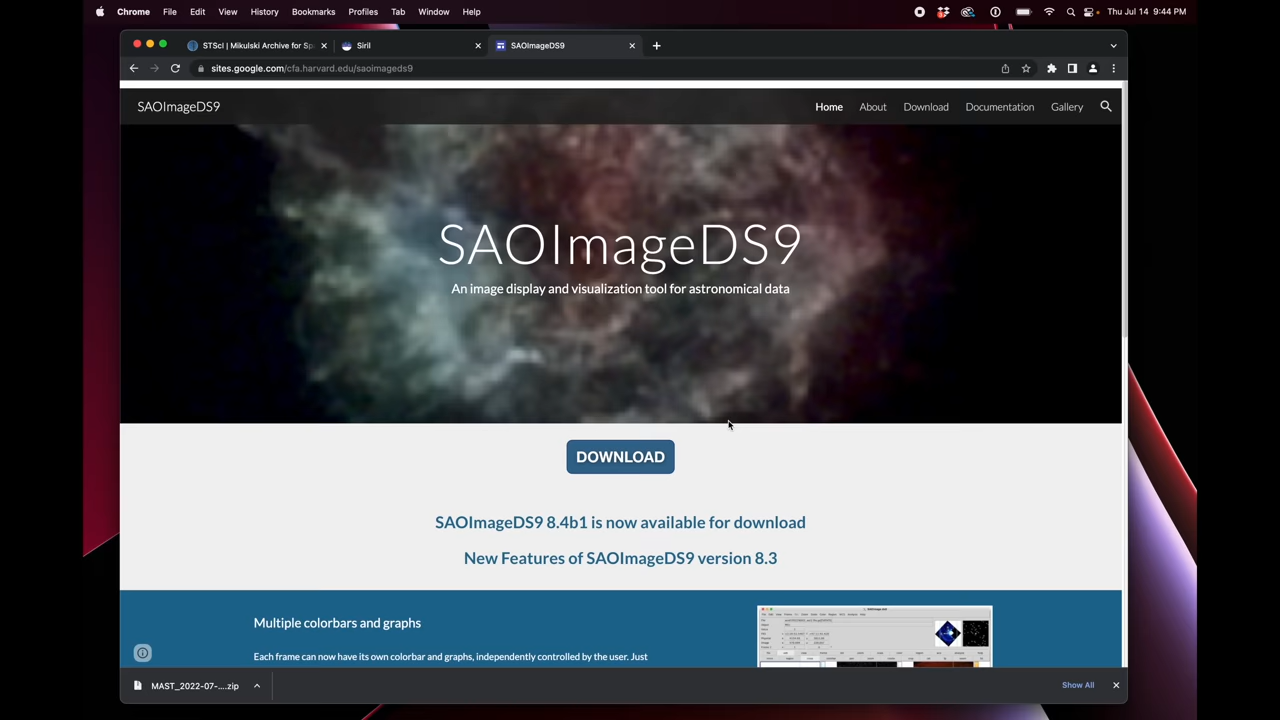 Chrome File Edit View History Bookmarks Profiles Tab Window Help Thu Jul 14 9:44 PM
STScI | Mikulski Archive for Sp Siril SAOImageDS9
sites.google.com/cfa.harvard.edu/saoimageds9
SAOImageDS9 Home About Download Documentation Gallery
SAOImageDS9
An image display and visualization tool for astronomical data
DOWNLOAD
SAOImageDS9 8.4b1 is now available for download
New Features of SAOImageDS9 version 8.3
Multiple colorbars and graphs
Each frame can now have its own colorbar and graphs, independently controlled by the user. Just
MAST_2022-07-....zip Show All